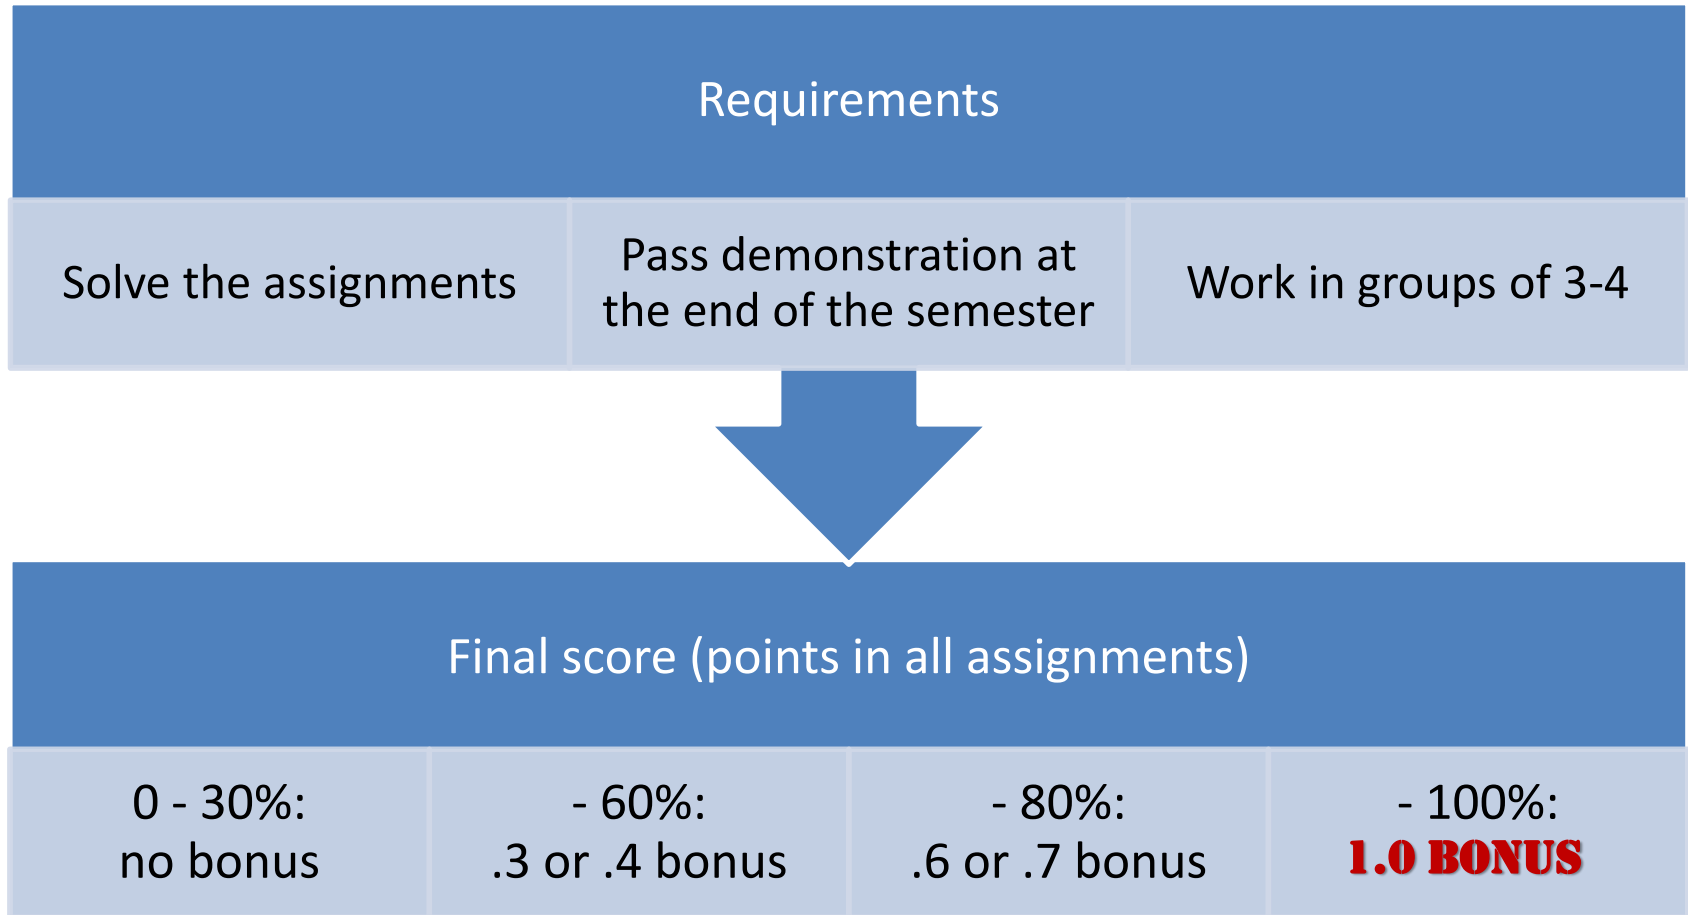 Requirements
Solve the assignments
Pass demonstration at
the end of the semester
Work in groups of 3-4
Final score (points in all assignments)
0 - 30%:
no bonus
- 60%:
.3 or .4 bonus
- 80%:
.6 or .7 bonus
- 100%:
1.0 BONUS